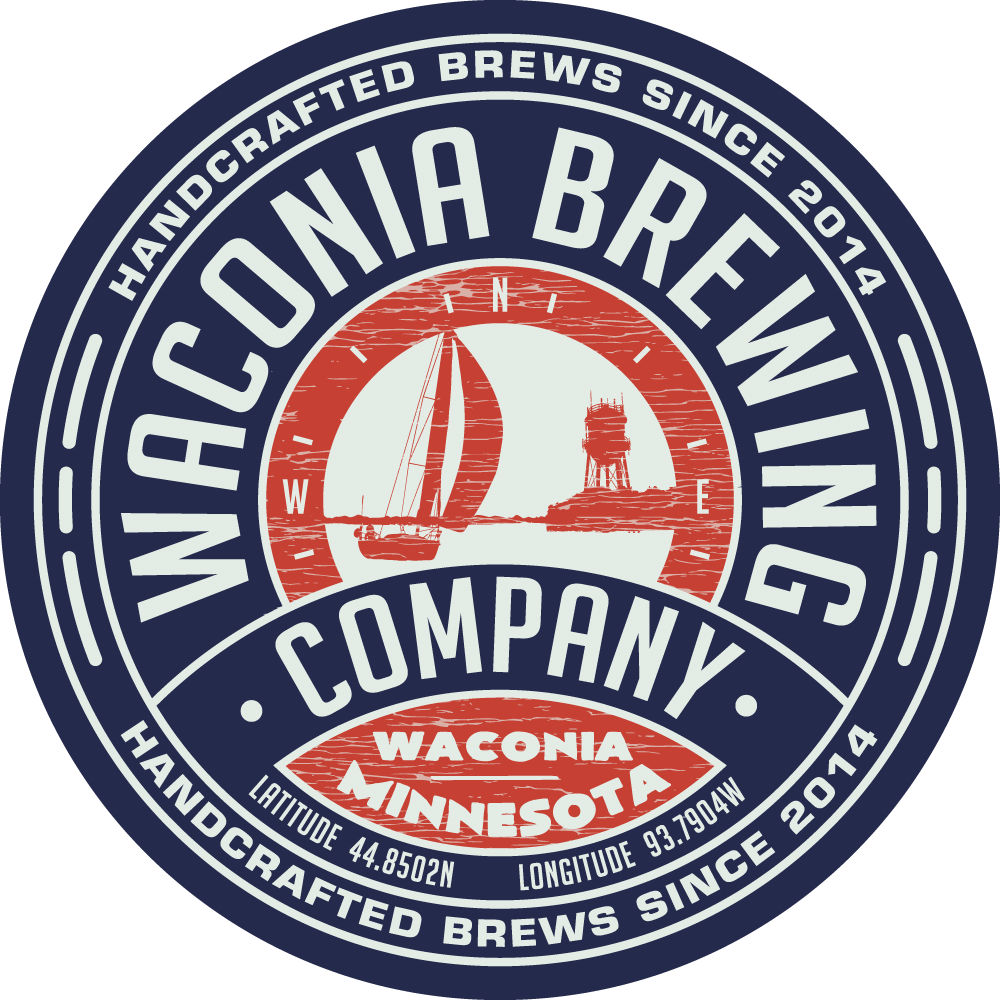 HANDCRAFTED BREWS SINCE 2014
WACONIA BREWING
N
W
E
COMPANY
WACONIA
MINNESOTA
LATITUDE 44.8502N
LONGITUDE 93.7904W
HANDCRAFTED BREWS SINCE 2014